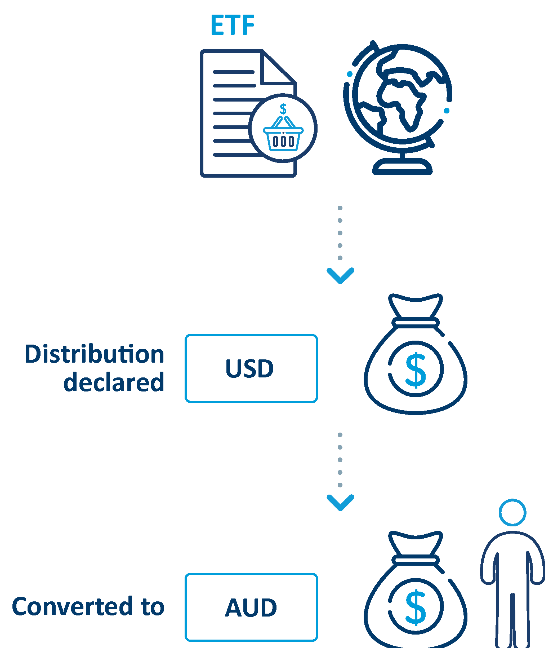 ETF
$
Distribution
declared
USD
$
Converted to
AUD
$